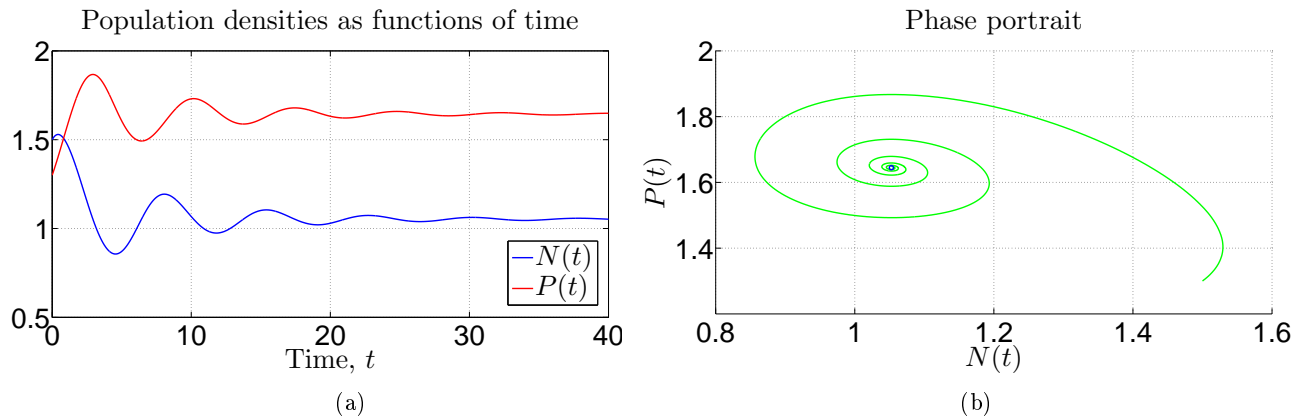 Population densities as functions of time
2
1.5
1
0.5
0 10 20 30 40
Time, t
N(t)
P(t)
(a)
Phase portrait
2
1.8
1.6
1.4
P(t)
0.8 1 1.2 1.4 1.6
N(t)
(b)